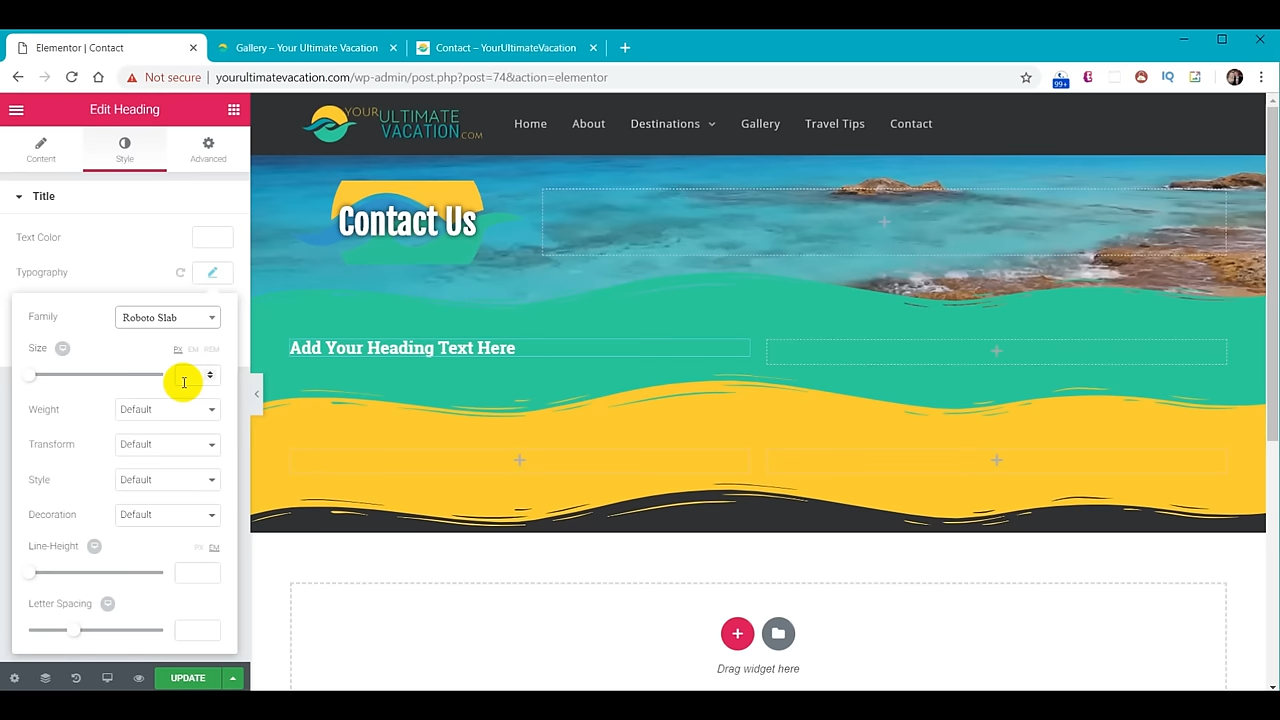 Elementor | Contact
Gallery – Your Ultimate Vacation
Contact – YourUltimateVacation
Not secure
yourultimatevacation.com/wp-admin/post.php?post=74&action=elementor
99+
IQ
Edit Heading
Content
Style
Advanced
Title
Text Color
Typography
Family
Roboto Slab
Size
PX EM REM
Weight
Default
Transform
Default
Style
Default
Decoration
Default
Line-Height
PX EM
Letter Spacing
UPDATE
YOUR ULTIMATE
VACATION .COM
Home
About
Destinations
Gallery
Travel Tips
Contact
Contact Us
Add Your Heading Text Here
Drag widget here